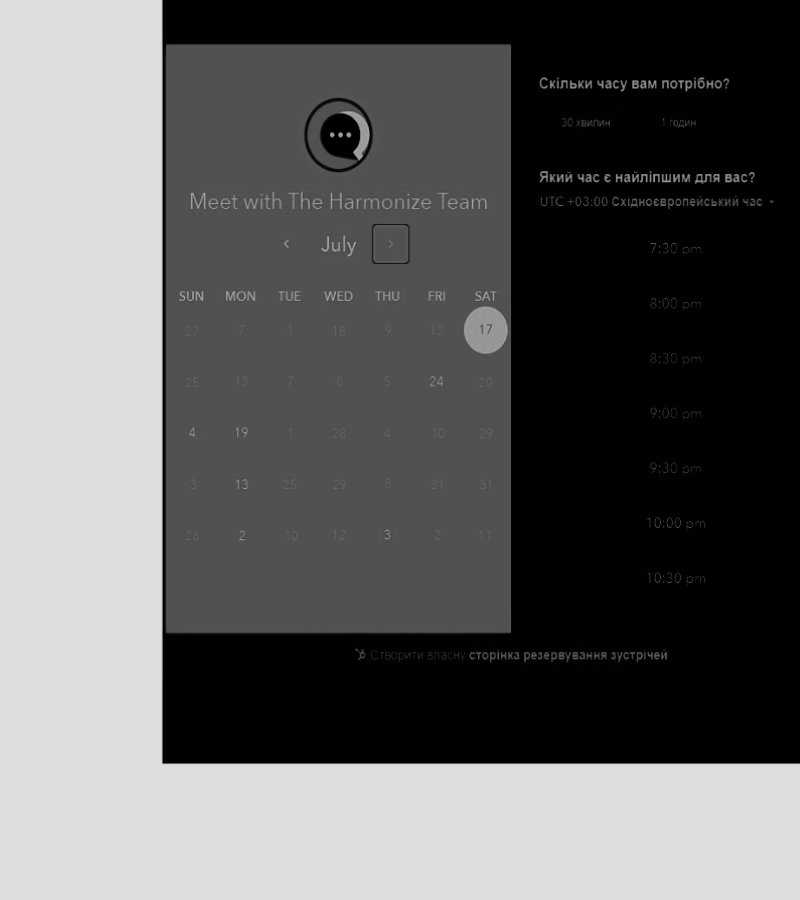 Meet with The Harmonize Team
July
SUN MON TUE WED THU FRI SAT
27 7 1 18 9 15 17
25 13 7 8 5 24 20
4 19 1 28 4 10 29
3 13 25 29 8 31 31
26 2 10 12 3 2 11
Скільки часу вам потрібно?
30 хвилин 1 годин
Який час є найліпшим для вас?
UTC +03:00 Східноєвропейський час
7:30 pm
8:00 pm
8:30 pm
9:00 pm
9:30 pm
10:00 pm
10:30 pm
Створити власну сторінка резервування зустрічей